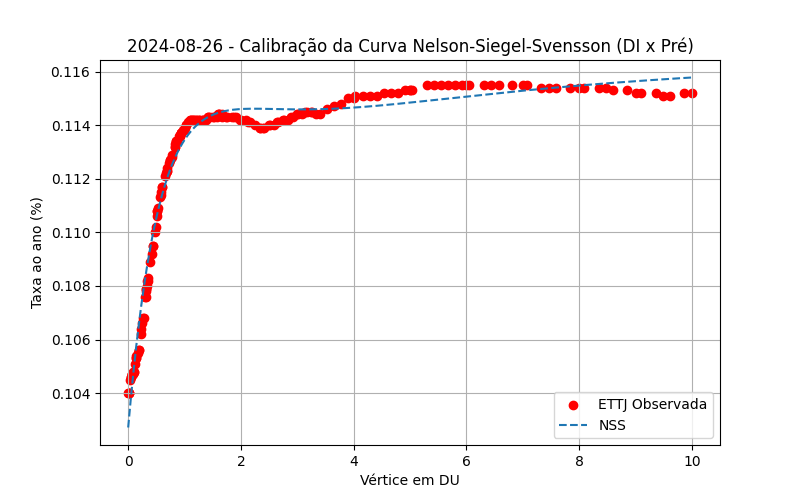 2024-08-26 - Calibração da Curva Nelson-Siegel-Svensson (DI x Pré)
Taxa ao ano (%)
0.116
0.114
0.112
0.110
0.108
0.106
0.104
0 2 4 6 8 10
Vértice em DU
ETTJ Observada
NSS